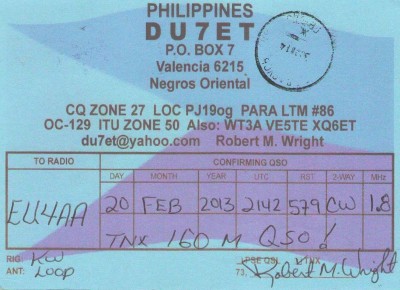 PHILIPPINES
DU7ET
P.O. BOX 7
Valencia 6215
Negros Oriental
CQ ZONE 27 LOC PJ19og PARA LTM #86
OC-129 ITU ZONE 50 Also: WT3A VE5TE XQ6ET
du7et@yahoo.com Robert M. Wright
TO RADIO CONFIRMING QSO
DAY MONTH YEAR UTC RST 2-WAY MHz
EU4AA 20 FEB 2013 2142 579 CW 1.8
TNX 160 M QSO!
RIG: KW PSE QSL TNX
ANT: LOOP 73, Robert M. Wright